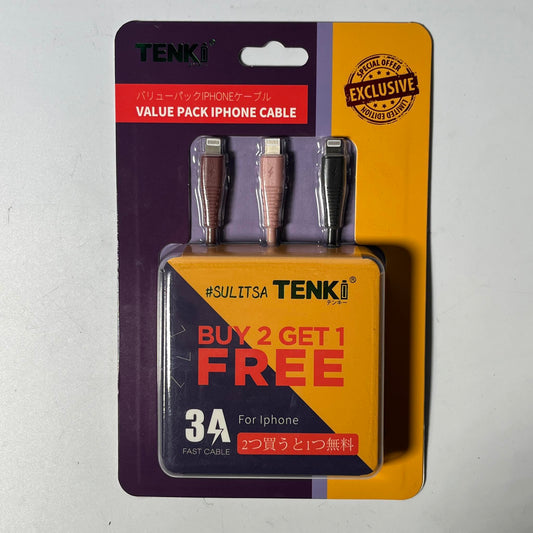 TENKi
バリューパックIPHONEケーブル
VALUE PACK IPHONE CABLE
SPECIAL OFFER
EXCLUSIVE
LIMITED EDITION
#SULITSA TENKi®
テンキー
BUY 2 GET 1
FREE
3A
FAST CABLE
For Iphone
2つ買うと1つ無料